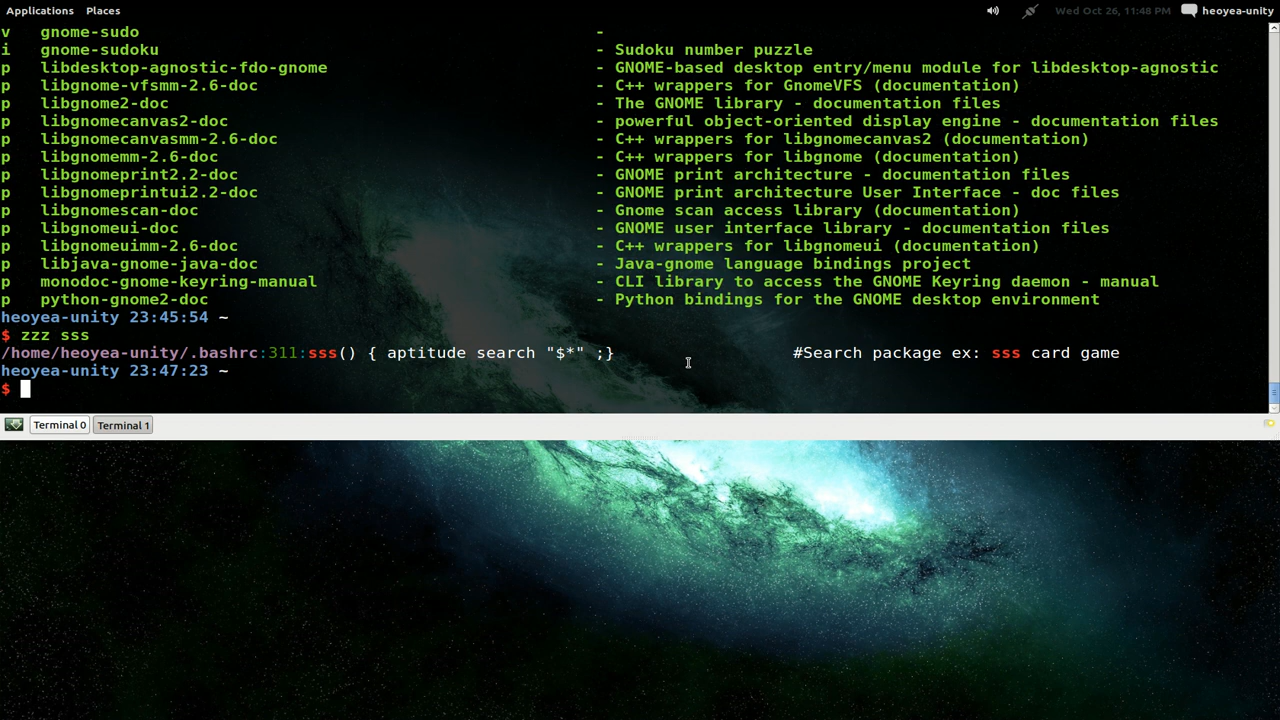 Applications Places Wed Oct 26, 11:48 PM heoyea-unity
v gnome-sudo -
i gnome-sudoku - Sudoku number puzzle
p libdesktop-agnostic-fdo-gnome - GNOME-based desktop entry/menu module for libdesktop-agnostic
p libgnome-vfsmm-2.6-doc - C++ wrappers for GnomeVFS (documentation)
p libgnome2-doc - The GNOME library - documentation files
p libgnomecanvas2-doc - powerful object-oriented display engine - documentation files
p libgnomecanvasmm-2.6-doc - C++ wrappers for libgnomecanvas2 (documentation)
p libgnomemm-2.6-doc - C++ wrappers for libgnome (documentation)
p libgnomeprint2.2-doc - GNOME print architecture - documentation files
p libgnomeprintui2.2-doc - GNOME print architecture User Interface - doc files
p libgnomescan-doc - Gnome scan access library (documentation)
p libgnomeui-doc - GNOME user interface library - documentation files
p libgnomeuimm-2.6-doc - C++ wrappers for libgnomeui (documentation)
p libjava-gnome-java-doc - Java-gnome language bindings project
p monodoc-gnome-keyring-manual - CLI library to access the GNOME Keyring daemon - manual
p python-gnome2-doc - Python bindings for the GNOME desktop environment
heoyea-unity 23:45:54 ~
$ zzz sss
/home/heoyea-unity/.bashrc:311:sss() { aptitude search "$*" ;} #Search package ex: sss card game
heoyea-unity 23:47:23 ~
$
Terminal 0 Terminal 1